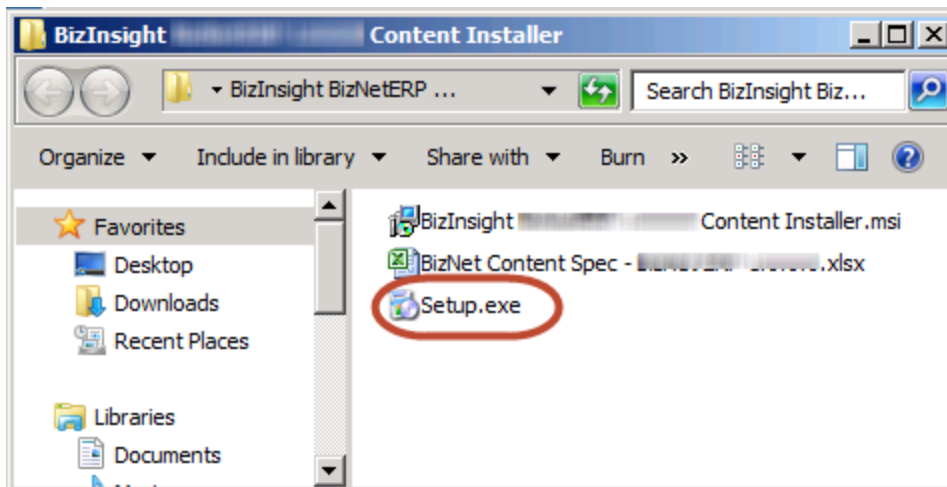 BizInsight Content Installer
BizInsight BizNetERP ...
Search BizInsight Biz...
Organize Include in library Share with Burn »
Favorites
Desktop
Downloads
Recent Places
Libraries
Documents
BizInsight Content Installer.msi
BizNet Content Spec - .xlsx
Setup.exe